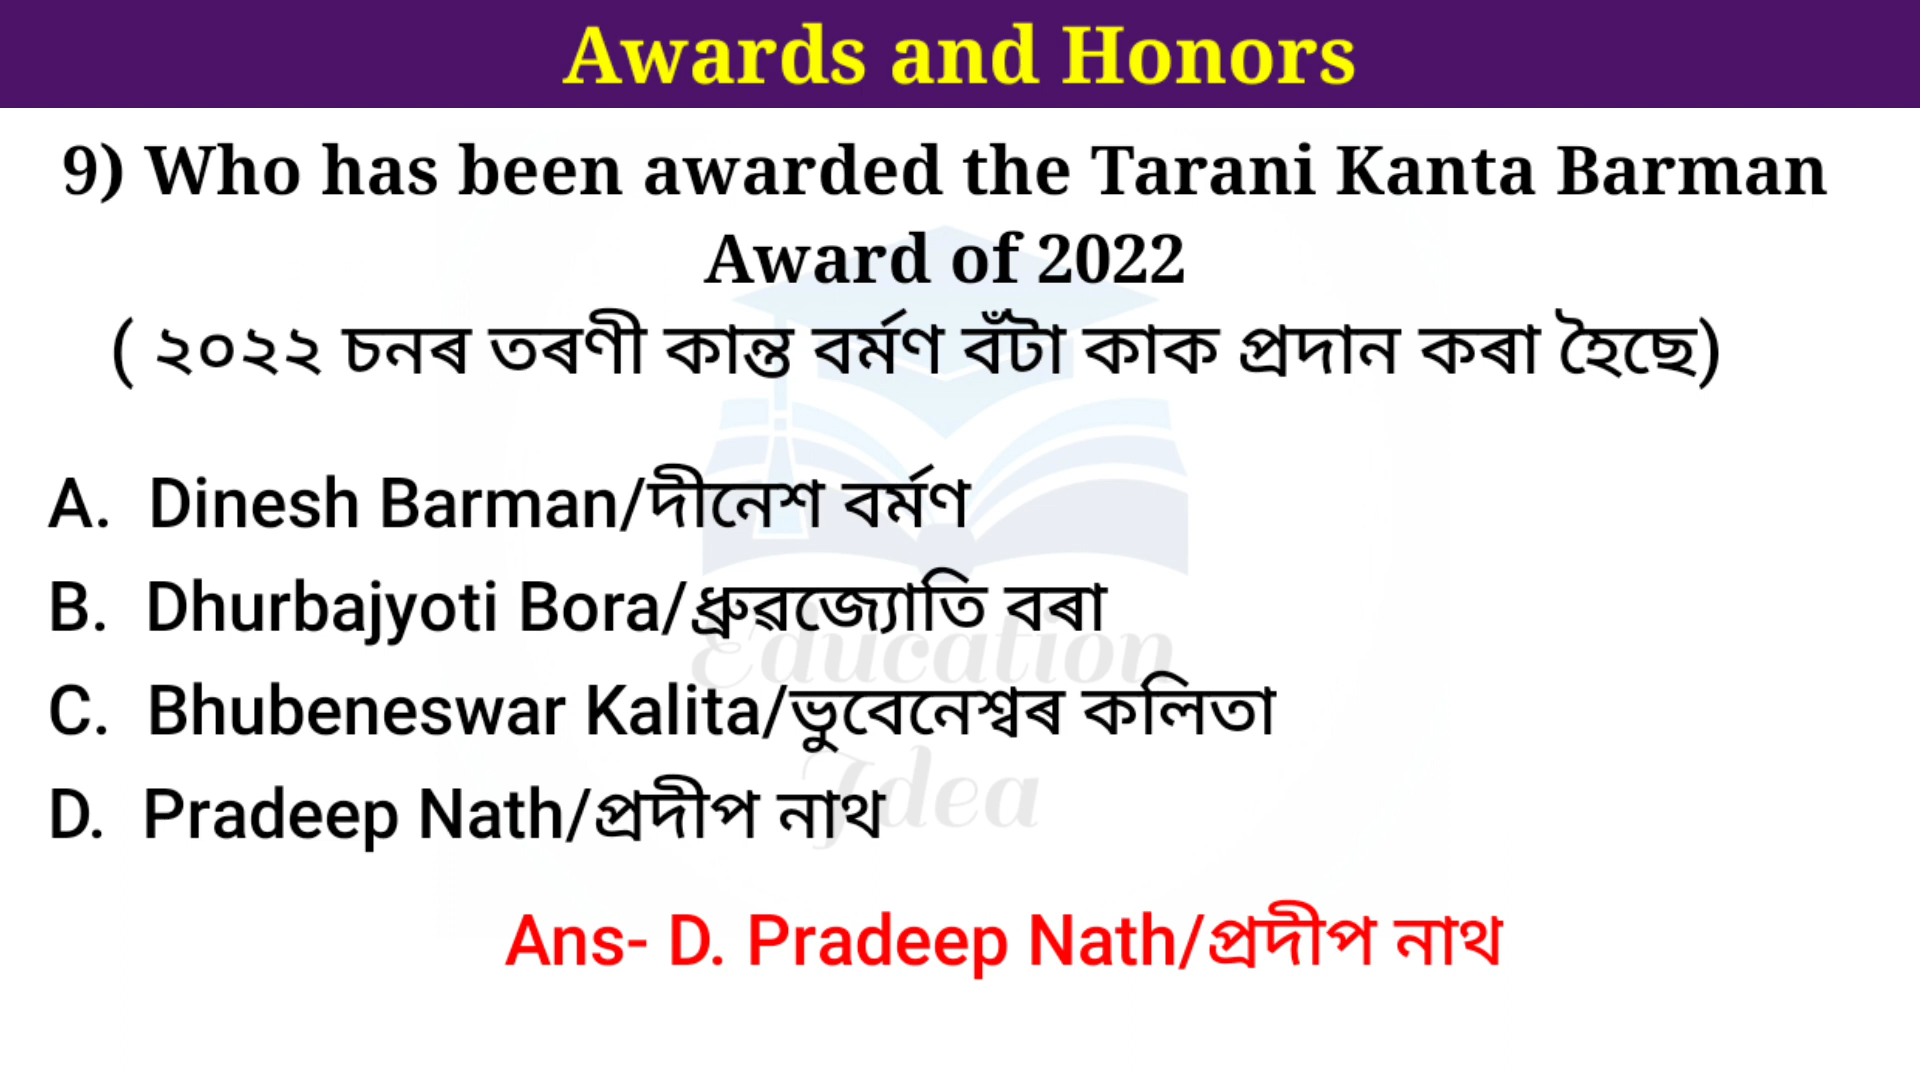 Awards and Honors
9) Who has been awarded the Tarani Kanta Barman
Award of 2022
( ২০২২ চনৰ তৰণী কান্ত বৰ্মণ বঁটা কাক প্ৰদান কৰা হৈছে)
A. Dinesh Barman/দীনেশ বৰ্মণ
B. Dhurbajyoti Bora/ধ্ৰুৱজ্যোতি বৰা
Education
C. Bhubeneswar Kalita/ভুবেনেশ্বৰ কলিতা
Idea
D. Pradeep Nath/প্ৰদীপ নাথ
Ans- D. Pradeep Nath/প্ৰদীপ নাথ